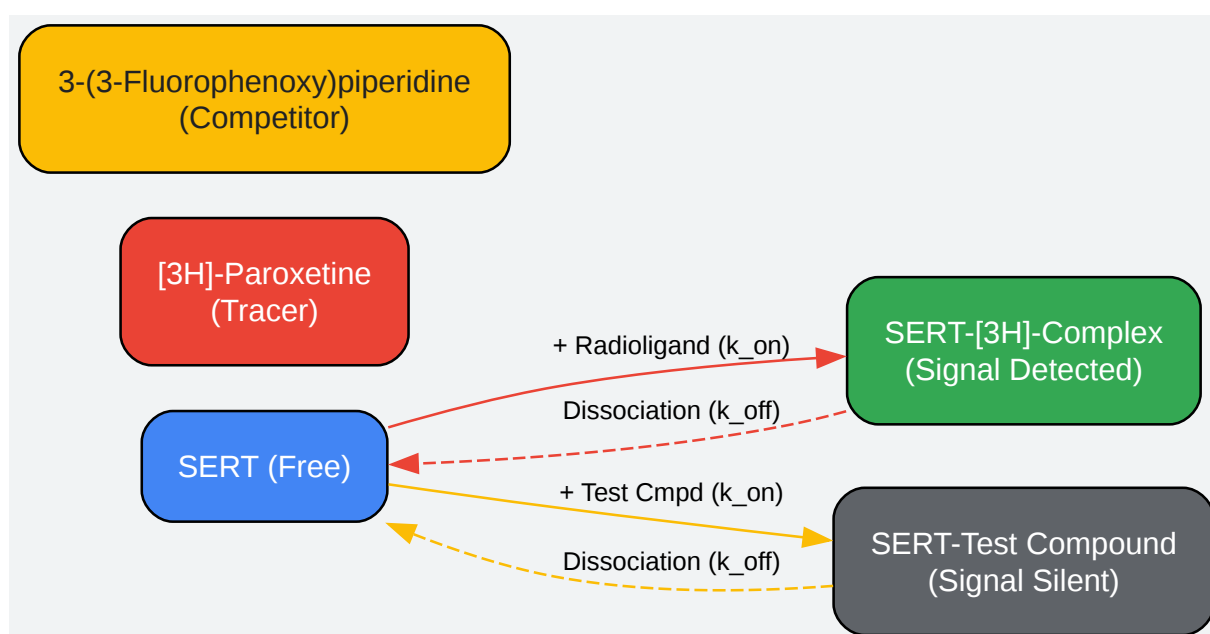 3-(3-Fluorophenoxy)piperidine
(Competitor)
[3H]-Paroxetine
(Tracer)
SERT (Free)
+ Radioligand (k_on)
Dissociation (k_off)
+ Test Cmpd (k_on)
Dissociation (k_off)
SERT-[3H]-Complex
(Signal Detected)
SERT-Test Compound
(Signal Silent)